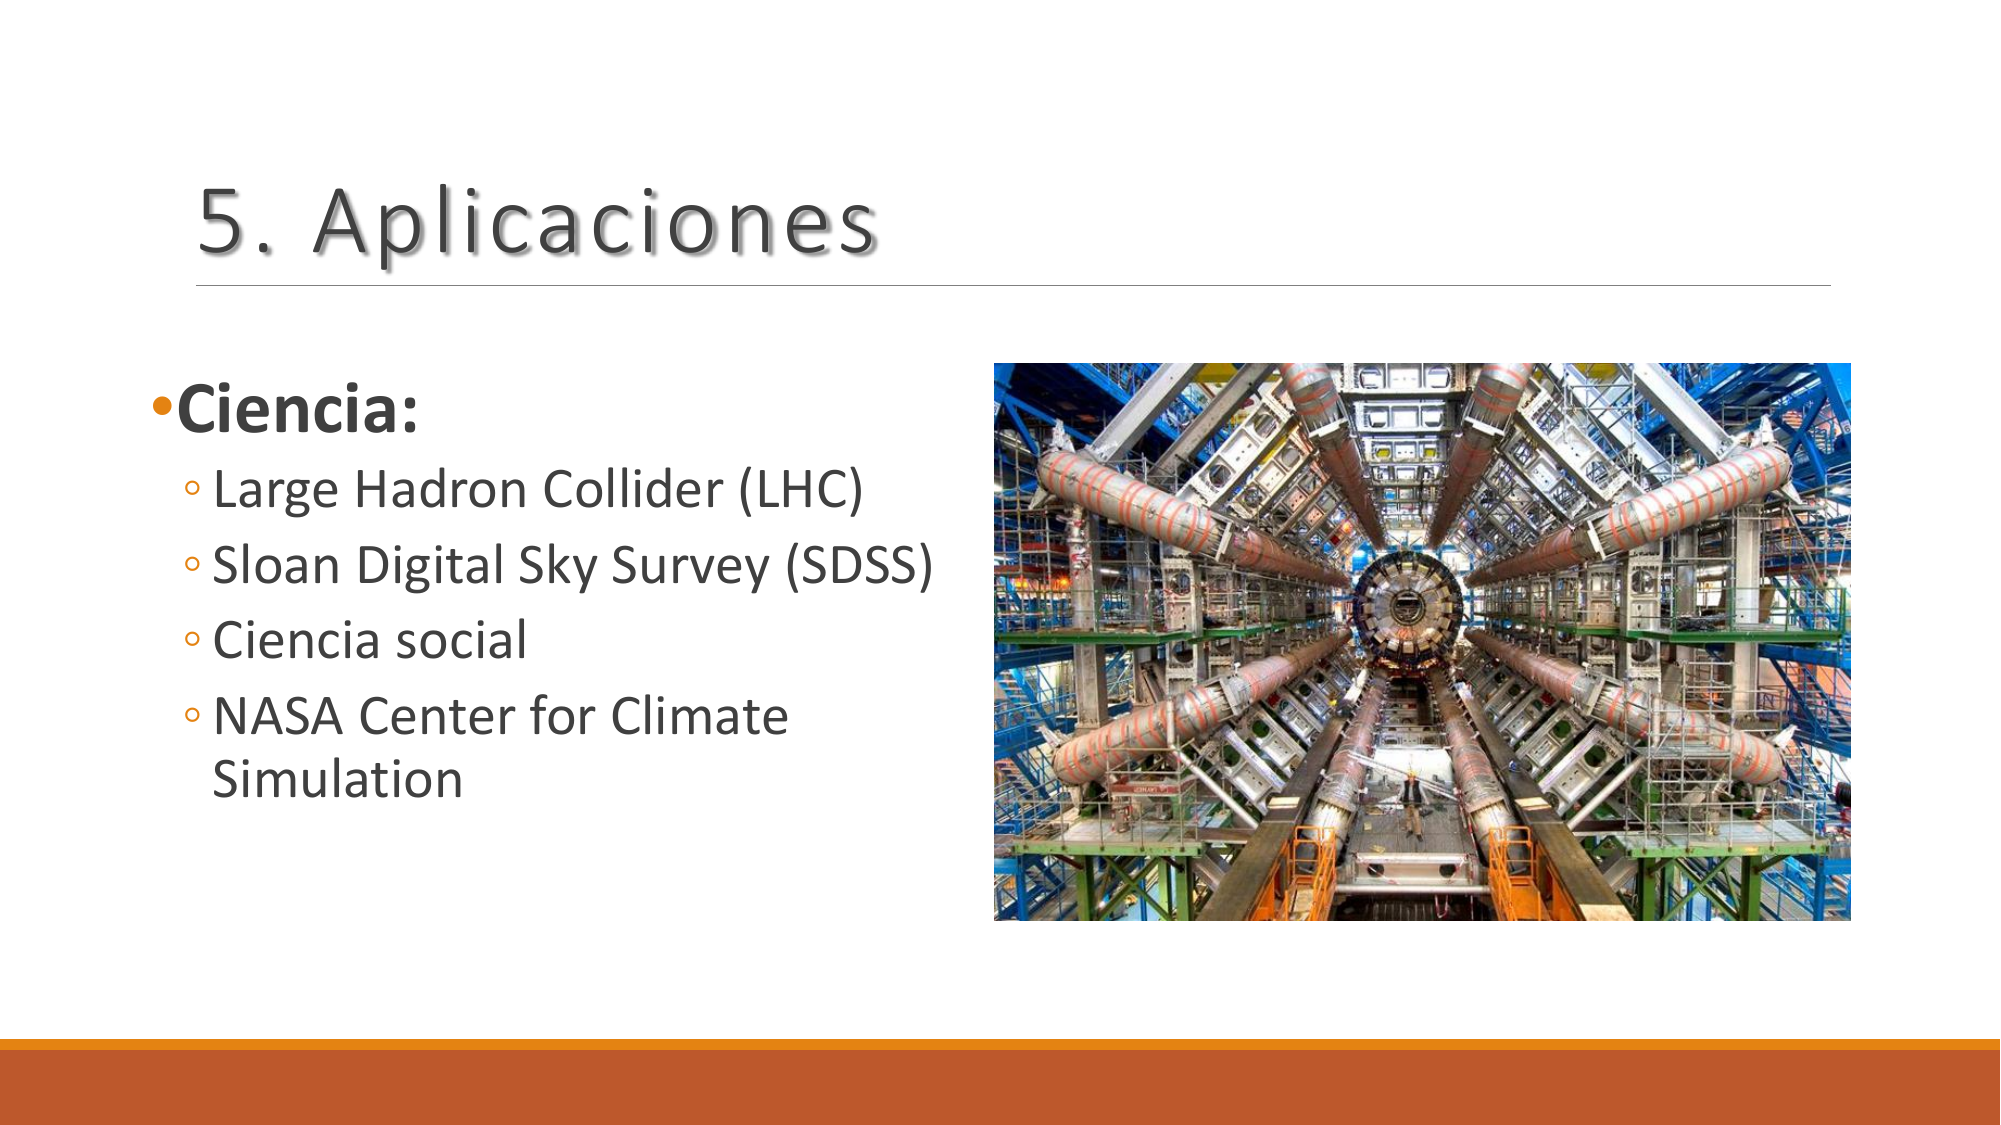 5. Aplicaciones
•Ciencia:
◦ Large Hadron Collider (LHC)
◦ Sloan Digital Sky Survey (SDSS)
◦ Ciencia social
◦ NASA Center for Climate
Simulation